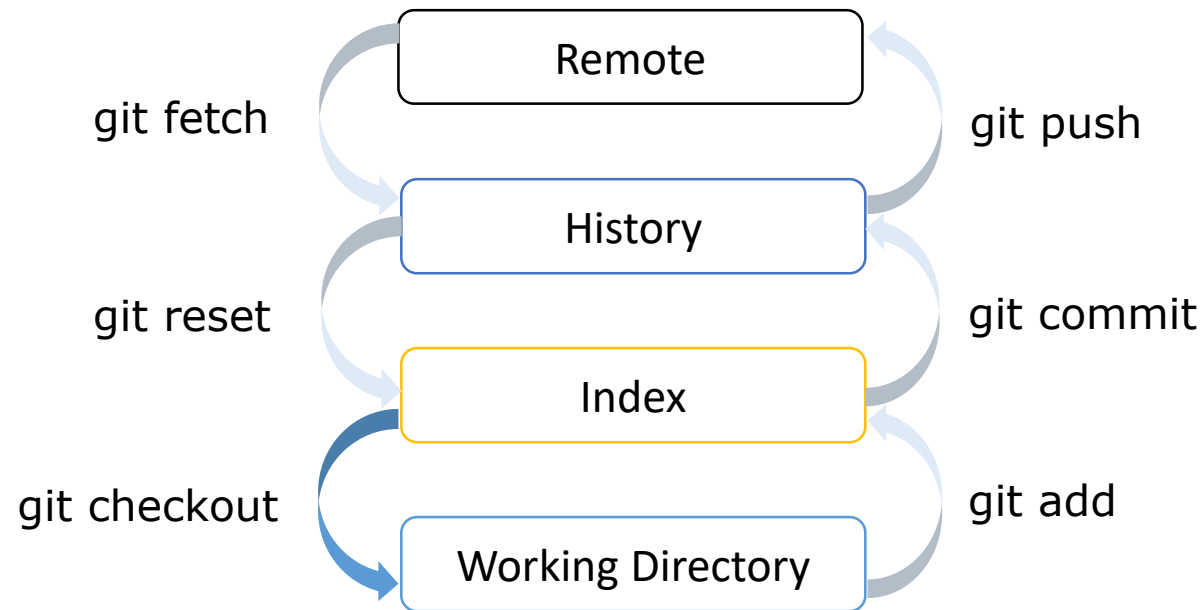 Remote
git fetch
git push
History
git reset
git commit
Index
git checkout
git add
Working Directory